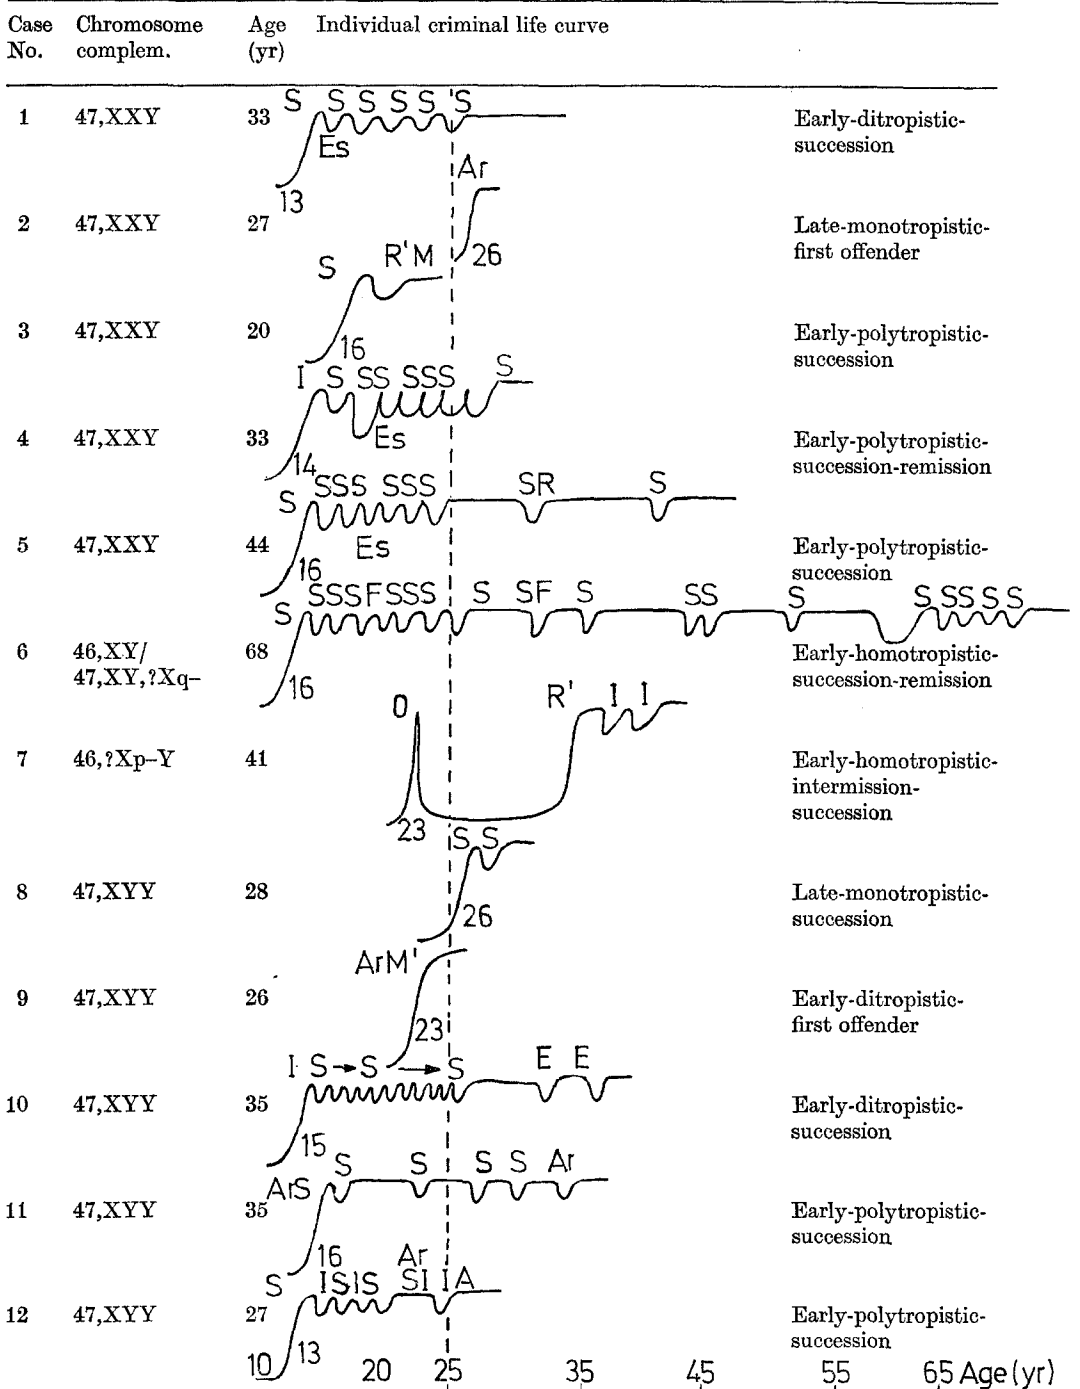 Case Chromosome Age Individual criminal life curve
No. complem. (yr)
S S S S S 'S
1 47,XXY 33 Early-ditropistic-
succession
Es
13
Ar
2 47,XXY 27 Late-monotropistic-
first offender
26
S R'M
3 47,XXY 20 Early-polytropistic-
succession
16
I S SS SSS S
4 47,XXY 33 Early-polytropistic-
succession-remission
Es
14
S SSS SSS SR S
5 47,XXY 44 Early-polytropistic-
succession
Es
16
S SSSFSSS S SF S SS S S SS S S
6 46,XY/ 68 Early-homotropistic-
47,XY,?Xq– succession-remission
16
O R' I I
7 46,?Xp–Y 41 Early-homotropistic-
intermission-
succession
23
S S
8 47,XYY 28 Late-monotropistic-
succession
26
ArM'
9 47,XYY 26 Early-ditropistic-
first offender
23
I S → S → S E E
10 47,XYY 35 Early-ditropistic-
succession
15
ArS S S S S Ar
11 47,XYY 35 Early-polytropistic-
succession
16
Ar
S IS IS SI I A
12 47,XYY 27 Early-polytropistic-
succession
13
10 20 25 35 45 55 65 Age (yr)